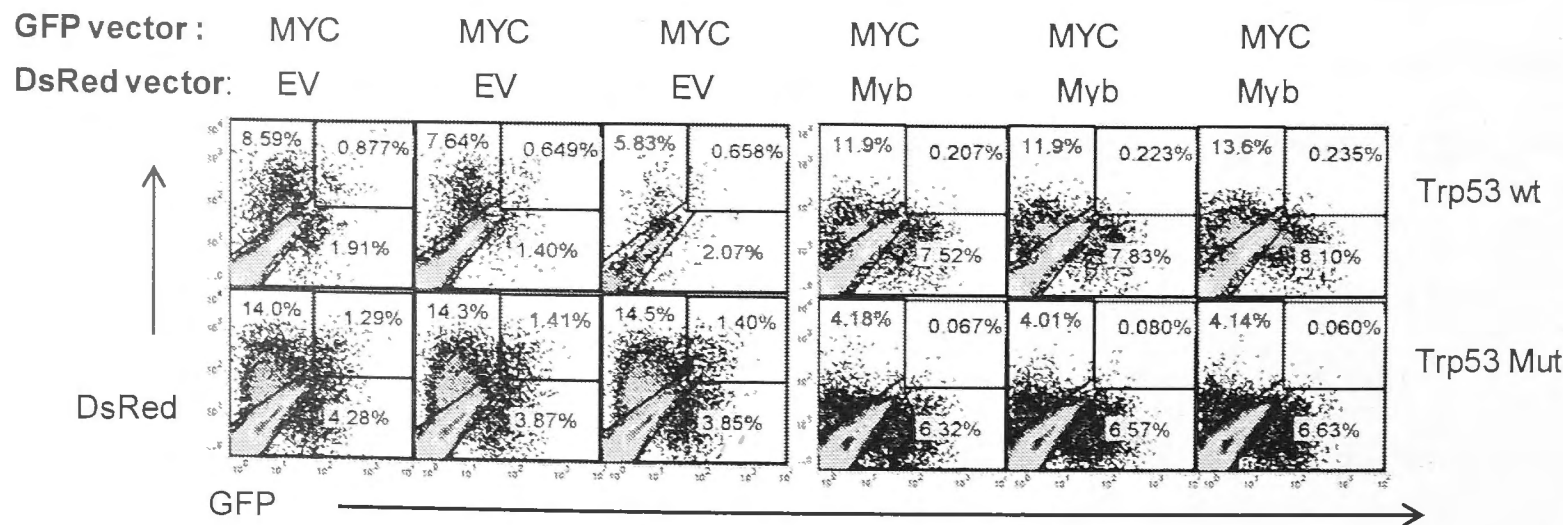 GFP vector : MYC MYC MYC MYC MYC MYC
DsRed vector: EV EV EV Myb Myb Myb
8.59% 0.877% 7.64% 0.649% 5.83% 0.658% 11.9% 0.207% 11.9% 0.223% 13.6% 0.235%
Trp53 wt
1.91% 1.40% 2.07% 7.52% 7.83% 8.10%
14.0% 1.29% 14.3% 1.41% 14.5% 1.40% 4.18% 0.067% 4.01% 0.080% 4.14% 0.060%
Trp53 Mut
DsRed
4.28% 3.87% 3.85% 6.32% 6.57% 6.63%
GFP